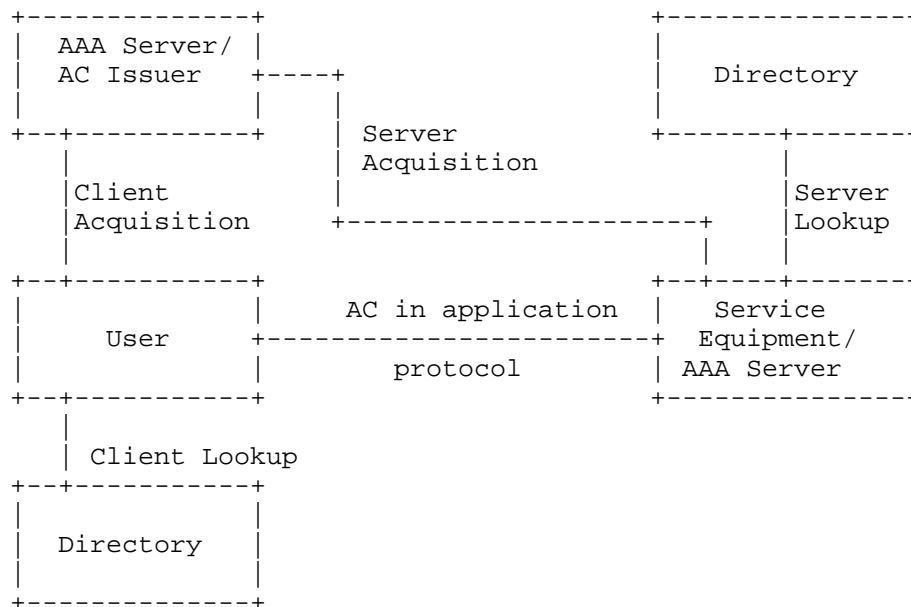 AAA Server/
AC Issuer
Directory
Server
Acquisition
Client
Acquisition
Server
Lookup
AC in application
protocol
User
Service
Equipment/
AAA Server
Client Lookup
Directory